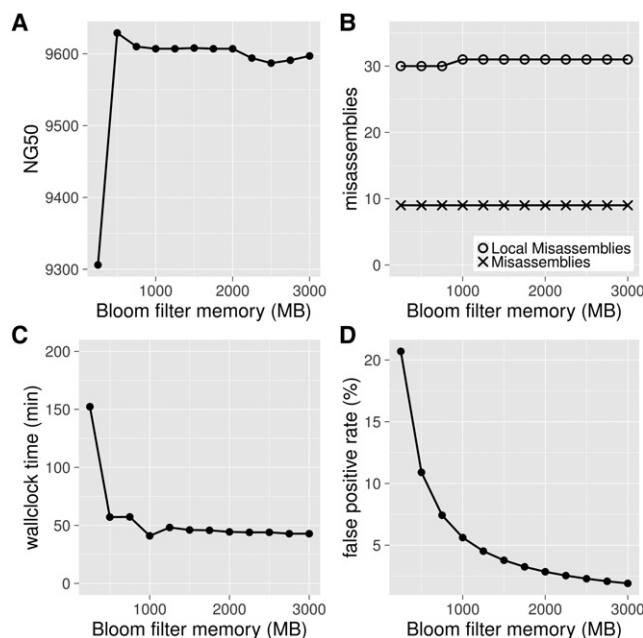 A
NG50
9600
9500
9400
9300
1000 2000 3000
Bloom filter memory (MB)
B
misassemblies
30
20
10
0
Local Misassemblies
Misassemblies
1000 2000 3000
Bloom filter memory (MB)
C
wallclock time (min)
200
150
100
50
0
1000 2000 3000
Bloom filter memory (MB)
D
false positive rate (%)
20
15
10
5
1000 2000 3000
Bloom filter memory (MB)